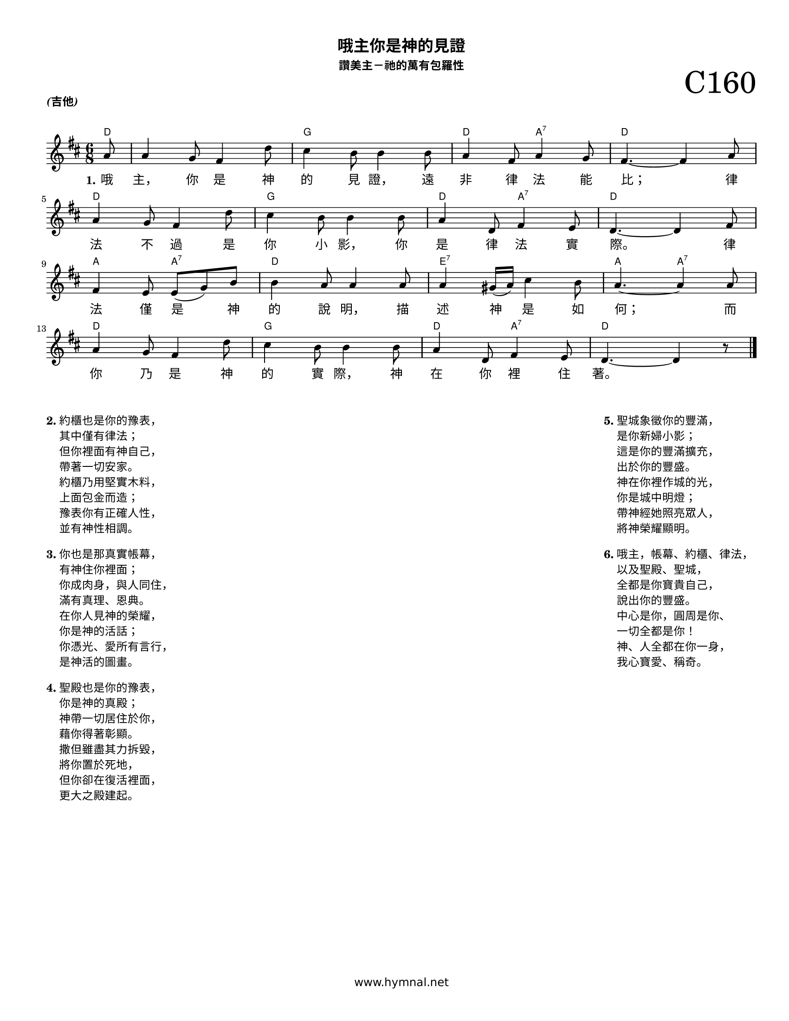 哦主你是神的見證
讚美主－祂的萬有包羅性
C160
(吉他)
D G D A7 D
1. 哦 主， 你 是 神 的 見 證， 遠 非 律 法 能 比； 律
5 D G D A7 D
法 不 過 是 你 小 影， 你 是 律 法 實 際。 律
9 A A7 D E7 A A7
法 僅 是 神 的 說 明， 描 述 神 是 如 何； 而
13 D G D A7 D
你 乃 是 神 的 實 際， 神 在 你 裡 住 著。
2. 約櫃也是你的豫表，
其中僅有律法；
但你裡面有神自己，
帶著一切安家。
約櫃乃用堅實木料，
上面包金而造；
豫表你有正確人性，
並有神性相調。
3. 你也是那真實帳幕，
有神住你裡面；
你成肉身，與人同住，
滿有真理、恩典。
在你人見神的榮耀，
你是神的活話；
你憑光、愛所有言行，
是神活的圖畫。
4. 聖殿也是你的豫表，
你是神的真殿；
神帶一切居住於你，
藉你得著彰顯。
撒但雖盡其力拆毀，
將你置於死地，
但你卻在復活裡面，
更大之殿建起。
5. 聖城象徵你的豐滿，
是你新婦小影；
這是你的豐滿擴充，
出於你的豐盛。
神在你裡作城的光，
你是城中明燈；
帶神經她照亮眾人，
將神榮耀顯明。
6. 哦主，帳幕、約櫃、律法，
以及聖殿、聖城，
全都是你寶貴自己，
說出你的豐盛。
中心是你，圓周是你、
一切全都是你！
神、人全都在你一身，
我心寶愛、稱奇。
www.hymnal.net